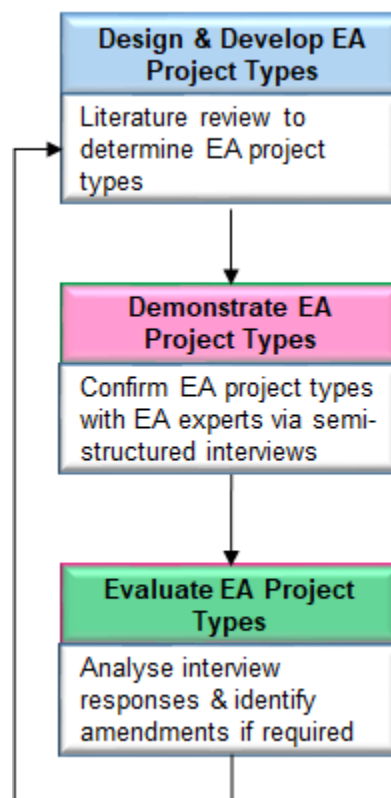 Design & Develop EA
Project Types
Literature review to
determine EA project
types
Demonstrate EA
Project Types
Confirm EA project types
with EA experts via semi-
structured interviews
Evaluate EA Project
Types
Analyse interview
responses & identify
amendments if required